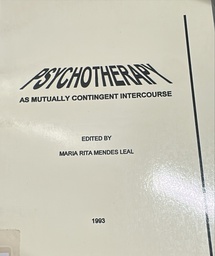 PSYCHOTHERAPY
AS MUTUALLY CONTINGENT INTERCOURSE
EDITED BY
MARIA RITA MENDES LEAL
1993